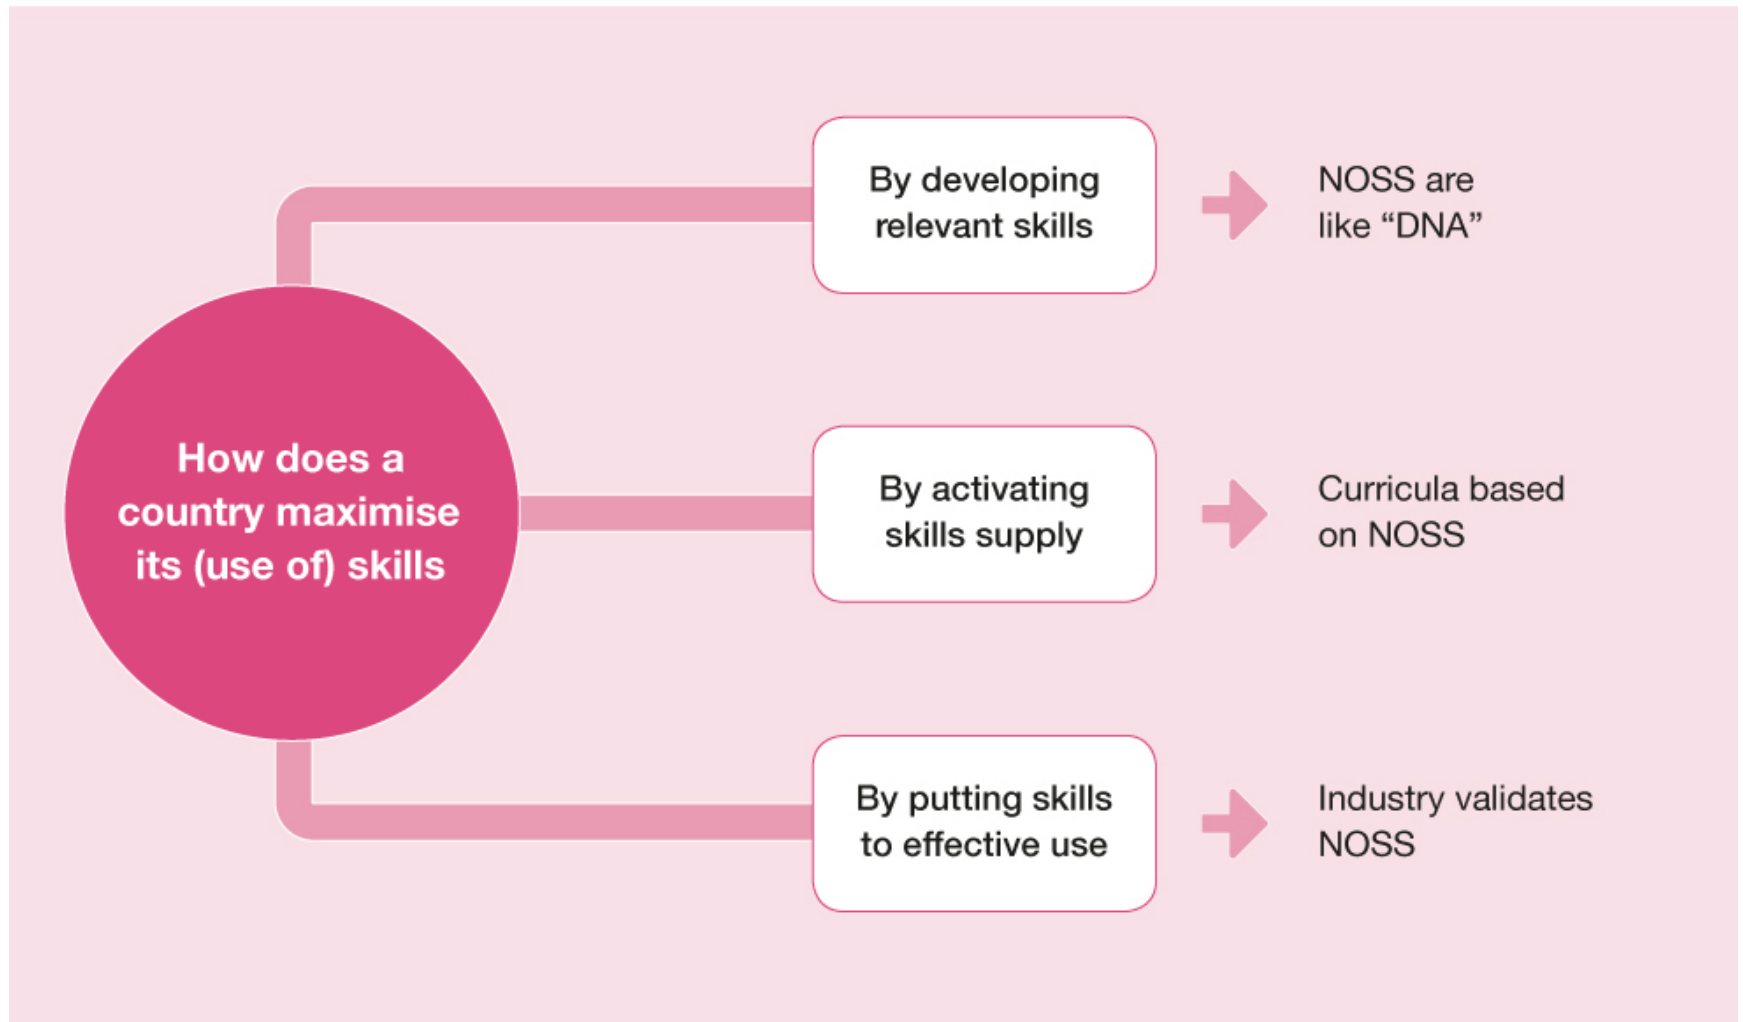 How does a
country maximise
its (use of) skills
By developing
relevant skills
NOSS are
like “DNA”
By activating
skills supply
Curricula based
on NOSS
By putting skills
to effective use
Industry validates
NOSS